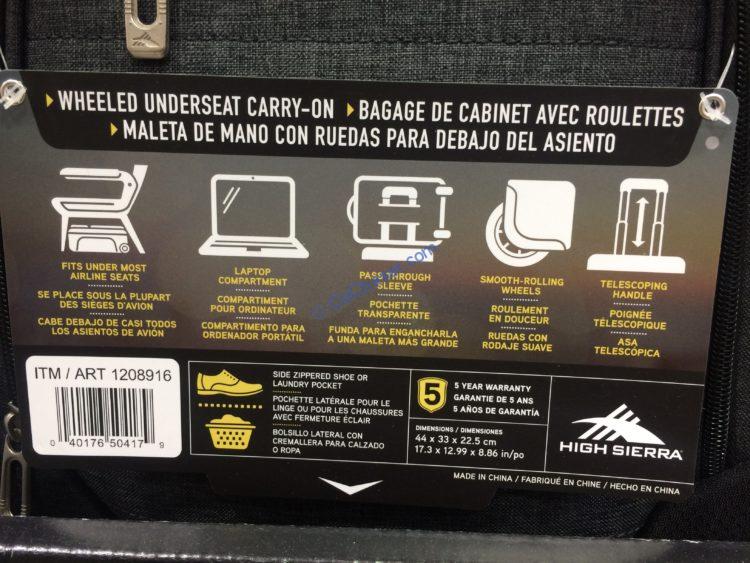 ▶ WHEELED UNDERSEAT CARRY-ON ▶ BAGAGE DE CABINET AVEC ROULETTES
▶ MALETA DE MANO CON RUEDAS PARA DEBAJO DEL ASIENTO
FITS UNDER MOST
AIRLINE SEATS
SE PLACE SOUS LA PLUPART
DES SIÈGES D'AVION
CABE DEBAJO DE CASI TODOS
LOS ASIENTOS DE AVIÓN
LAPTOP
COMPARTMENT
COMPARTIMENT
POUR ORDINATEUR
COMPARTIMENTO PARA
ORDENADOR PORTÁTIL
PASS THROUGH
SLEEVE
POCHETTE
TRANSPARENTE
FUNDA PARA ENGANCHARLA
A UNA MALETA MÁS GRANDE
SMOOTH-ROLLING
WHEELS
ROULEMENT
EN DOUCEUR
RUEDAS CON
RODAJE SUAVE
TELESCOPING
HANDLE
POIGNÉE
TÉLESCOPIQUE
ASA
TELESCÓPICA
ITM / ART 1208916
0 40176 50417 9
SIDE ZIPPERED SHOE OR
LAUNDRY POCKET
POCHETTE LATÉRALE POUR LE
LINGE OU POUR LES CHAUSSURES
AVEC FERMETURE ÉCLAIR
BOLSILLO LATERAL CON
CREMALLERA PARA CALZADO
O ROPA
5
5 YEAR WARRANTY
GARANTIE DE 5 ANS
5 AÑOS DE GARANTÍA
DIMENSIONS / DIMENSIONES
44 x 33 x 22.5 cm
17.3 x 12.99 x 8.86 in/po
HIGH SIERRA
MADE IN CHINA / FABRIQUÉ EN CHINE / HECHO EN CHINA